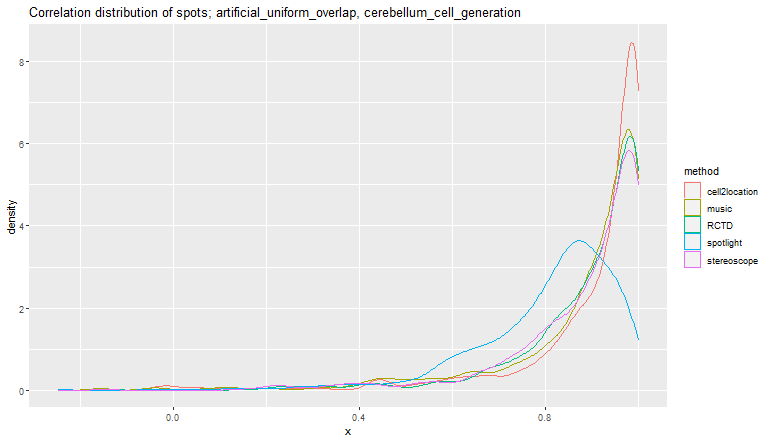 Correlation distribution of spots; artificial_uniform_overlap, cerebellum_cell_generation
density
8
6
4
2
0
0.0
0.4
0.8
x
method
cell2location
music
RCTD
spotlight
stereoscope